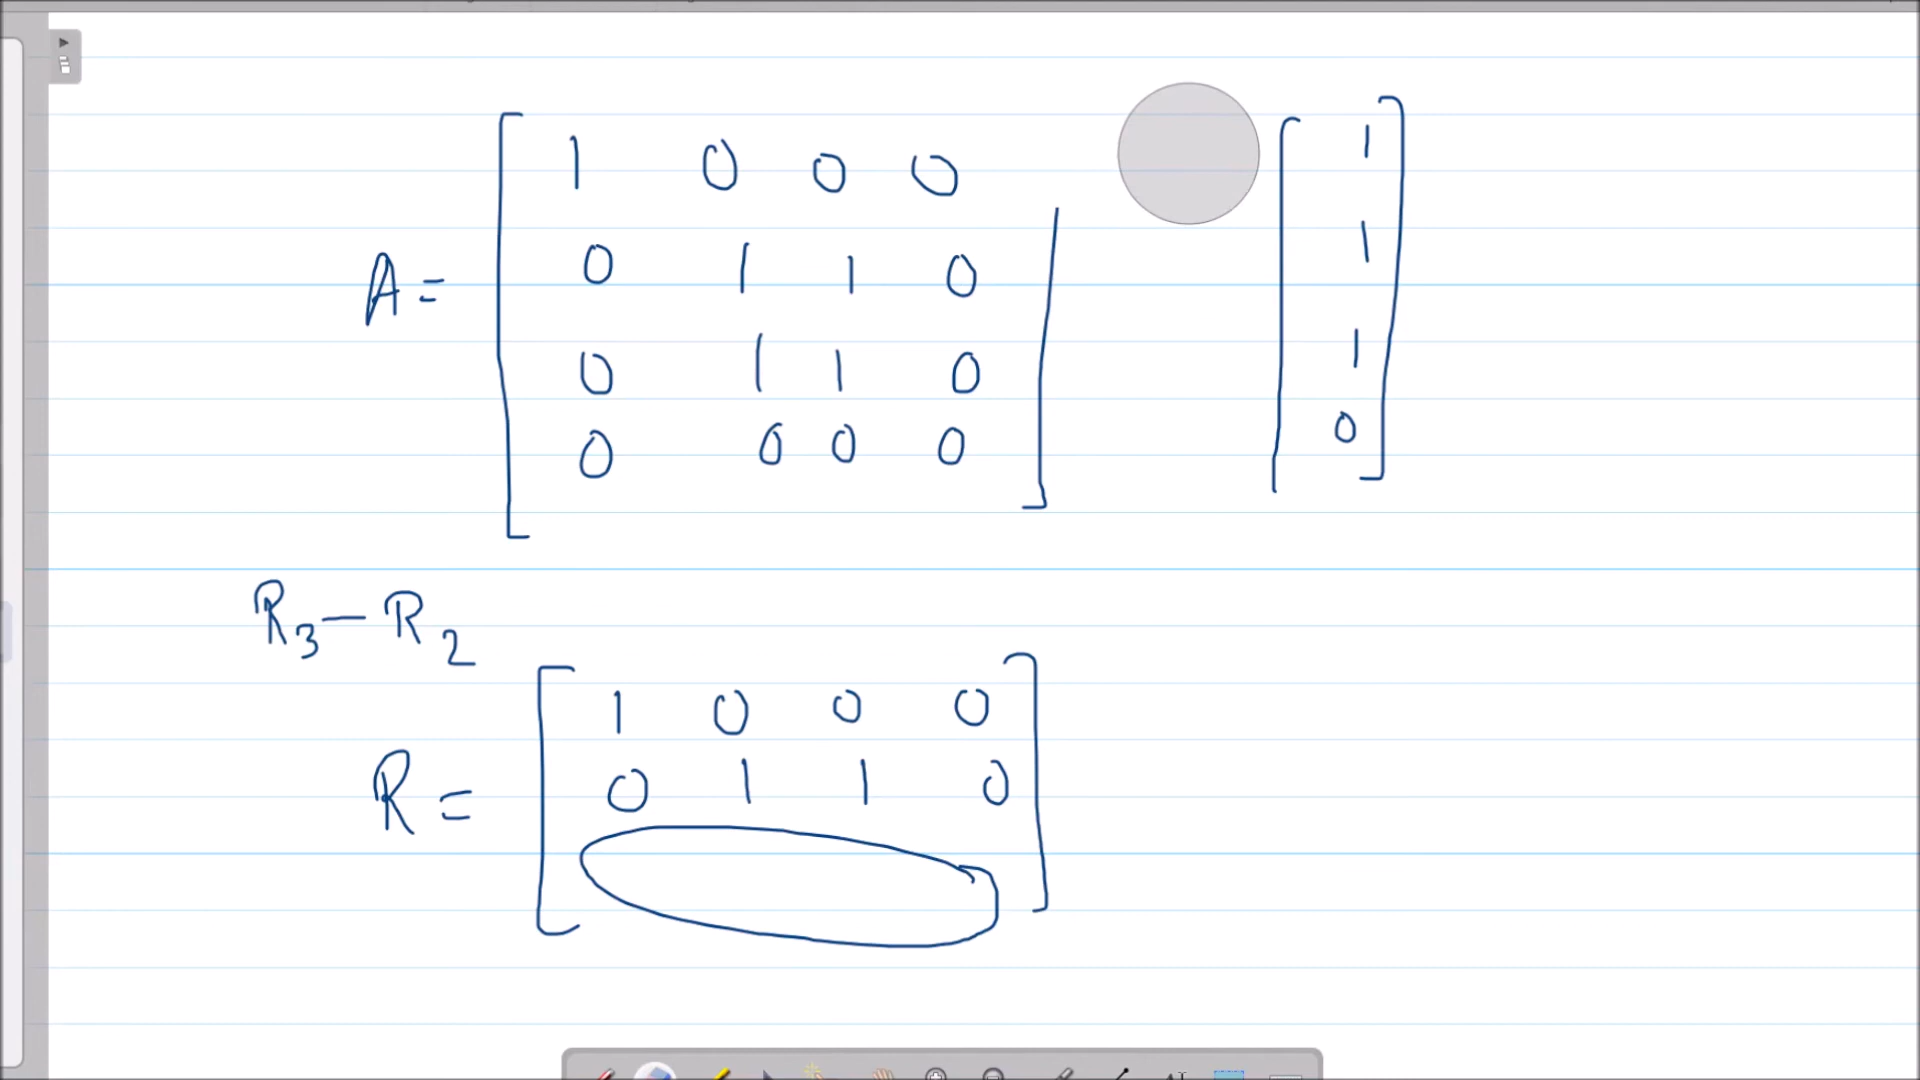 1 0 0 0 1
0 1 1 0 1
A =
0 1 1 0 1
0 0 0 0 0
R3 - R2
1 0 0 0
0 1 1 0
R =